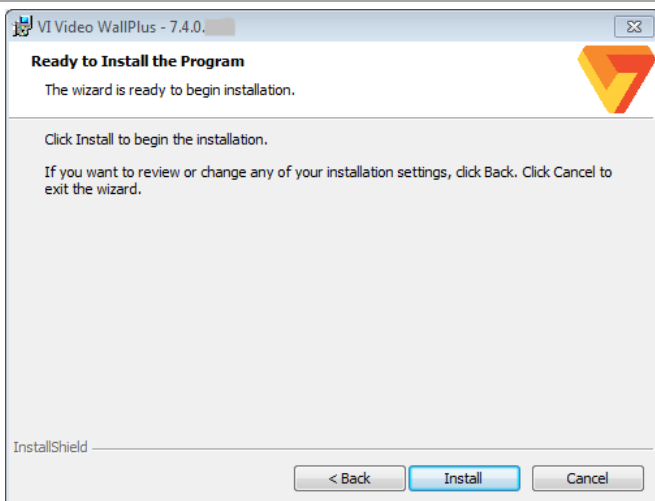 VI Video WallPlus - 7.4.0.
Ready to Install the Program
The wizard is ready to begin installation.
Click Install to begin the installation.
If you want to review or change any of your installation settings, click Back. Click Cancel to
exit the wizard.
InstallShield
< Back
Install
Cancel